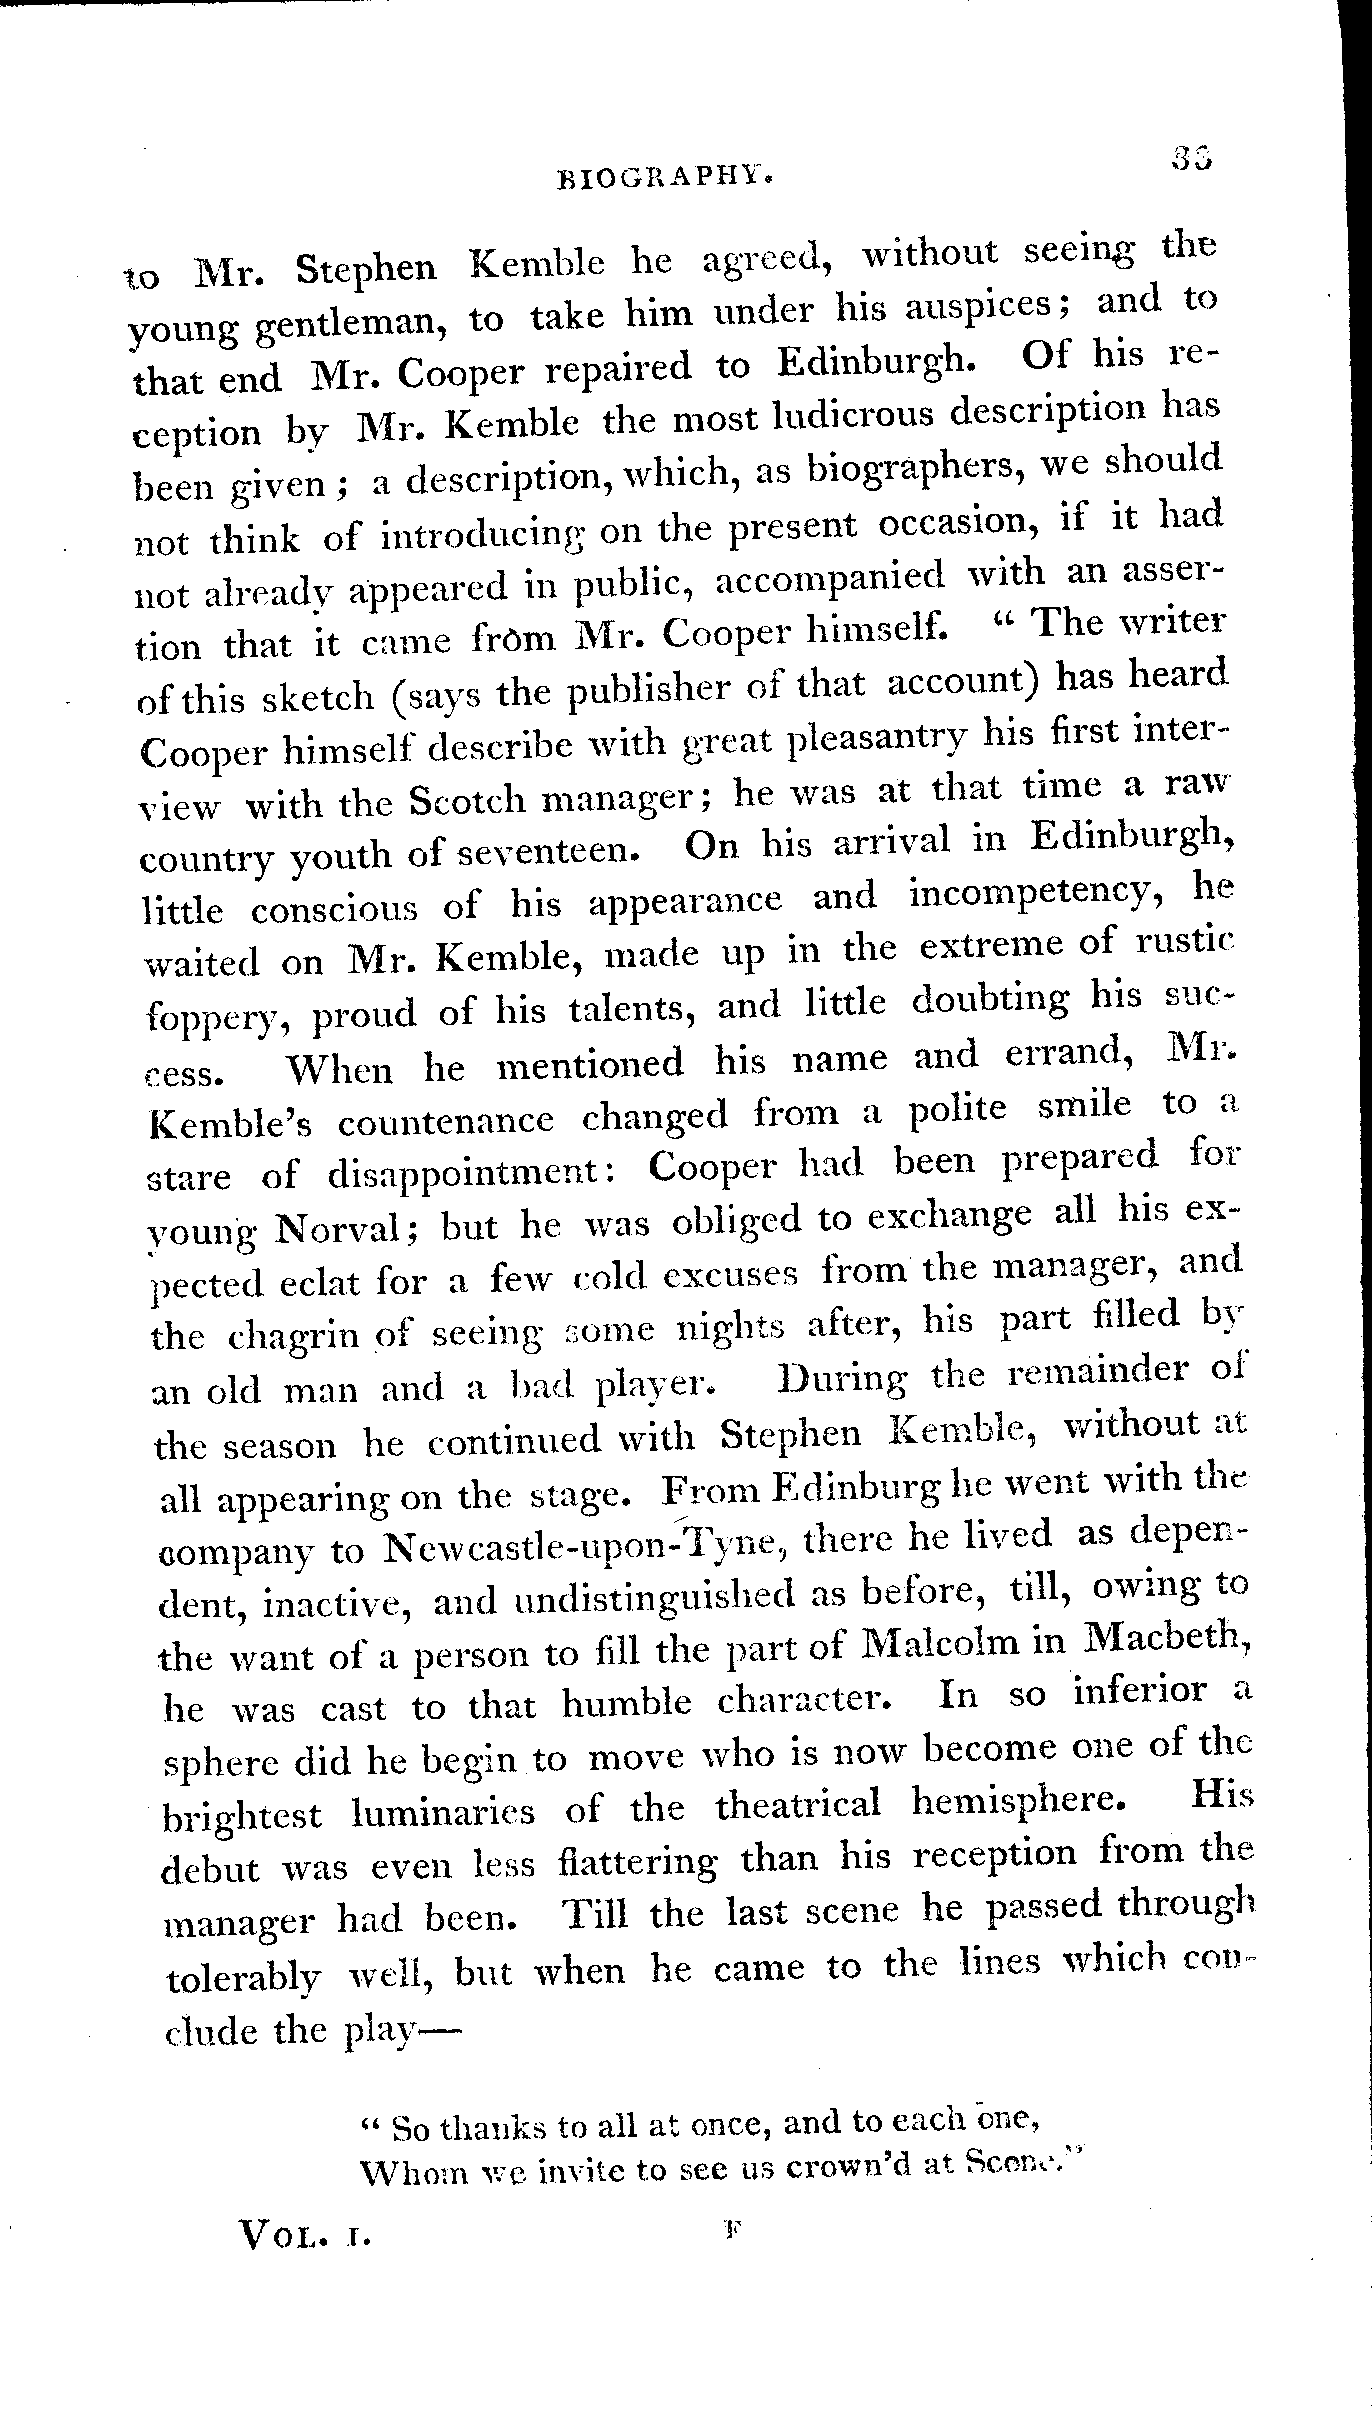 BIOGRAPHY. 33
to Mr. Stephen Kemble he agreed, without seeing the
young gentleman, to take him under his auspices; and to
that end Mr. Cooper repaired to Edinburgh. Of his re-
ception by Mr. Kemble the most ludicrous description has
been given; a description, which, as biographers, we should
not think of introducing on the present occasion, if it had
not already appeared in public, accompanied with an asser-
tion that it came from Mr. Cooper himself. “ The writer
of this sketch (says the publisher of that account) has heard
Cooper himself describe with great pleasantry his first inter-
view with the Scotch manager; he was at that time a raw
country youth of seventeen. On his arrival in Edinburgh,
little conscious of his appearance and incompetency, he
waited on Mr. Kemble, made up in the extreme of rustic
foppery, proud of his talents, and little doubting his suc-
cess. When he mentioned his name and errand, Mr.
Kemble’s countenance changed from a polite smile to a
stare of disappointment: Cooper had been prepared for
young Norval; but he was obliged to exchange all his ex-
pected eclat for a few cold excuses from the manager, and
the chagrin of seeing some nights after, his part filled by
an old man and a bad player. During the remainder of
the season he continued with Stephen Kemble, without at
all appearing on the stage. From Edinburg he went with the
company to Newcastle-upon-Tyne, there he lived as depen-
dent, inactive, and undistinguished as before, till, owing to
the want of a person to fill the part of Malcolm in Macbeth,
he was cast to that humble character. In so inferior a
sphere did he begin to move who is now become one of the
brightest luminaries of the theatrical hemisphere. His
debut was even less flattering than his reception from the
manager had been. Till the last scene he passed through
tolerably well, but when he came to the lines which con-
clude the play—
“ So thanks to all at once, and to each one,
Whom we invite to see us crown’d at Scone.”
VOL. I. F